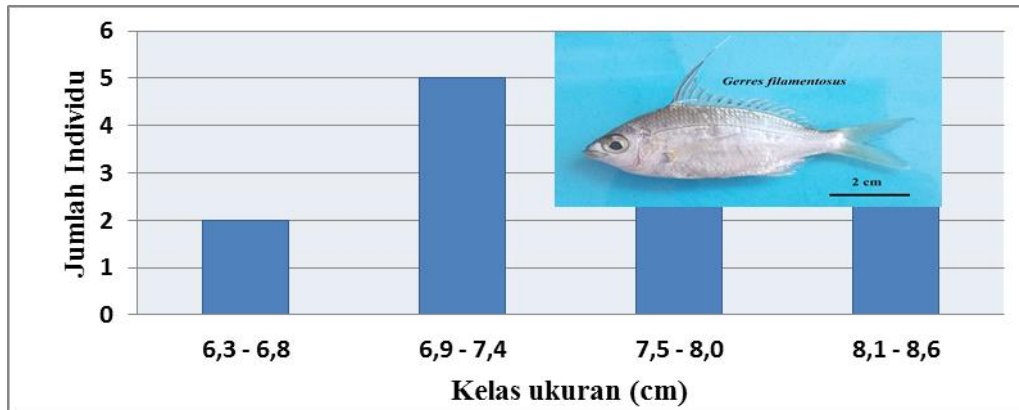 Jumlah Individu
6
5
4
3
2
1
0
Gerres filamentosus
2 cm
6,3 - 6,8 6,9 - 7,4 7,5 - 8,0 8,1 - 8,6
Kelas ukuran (cm)